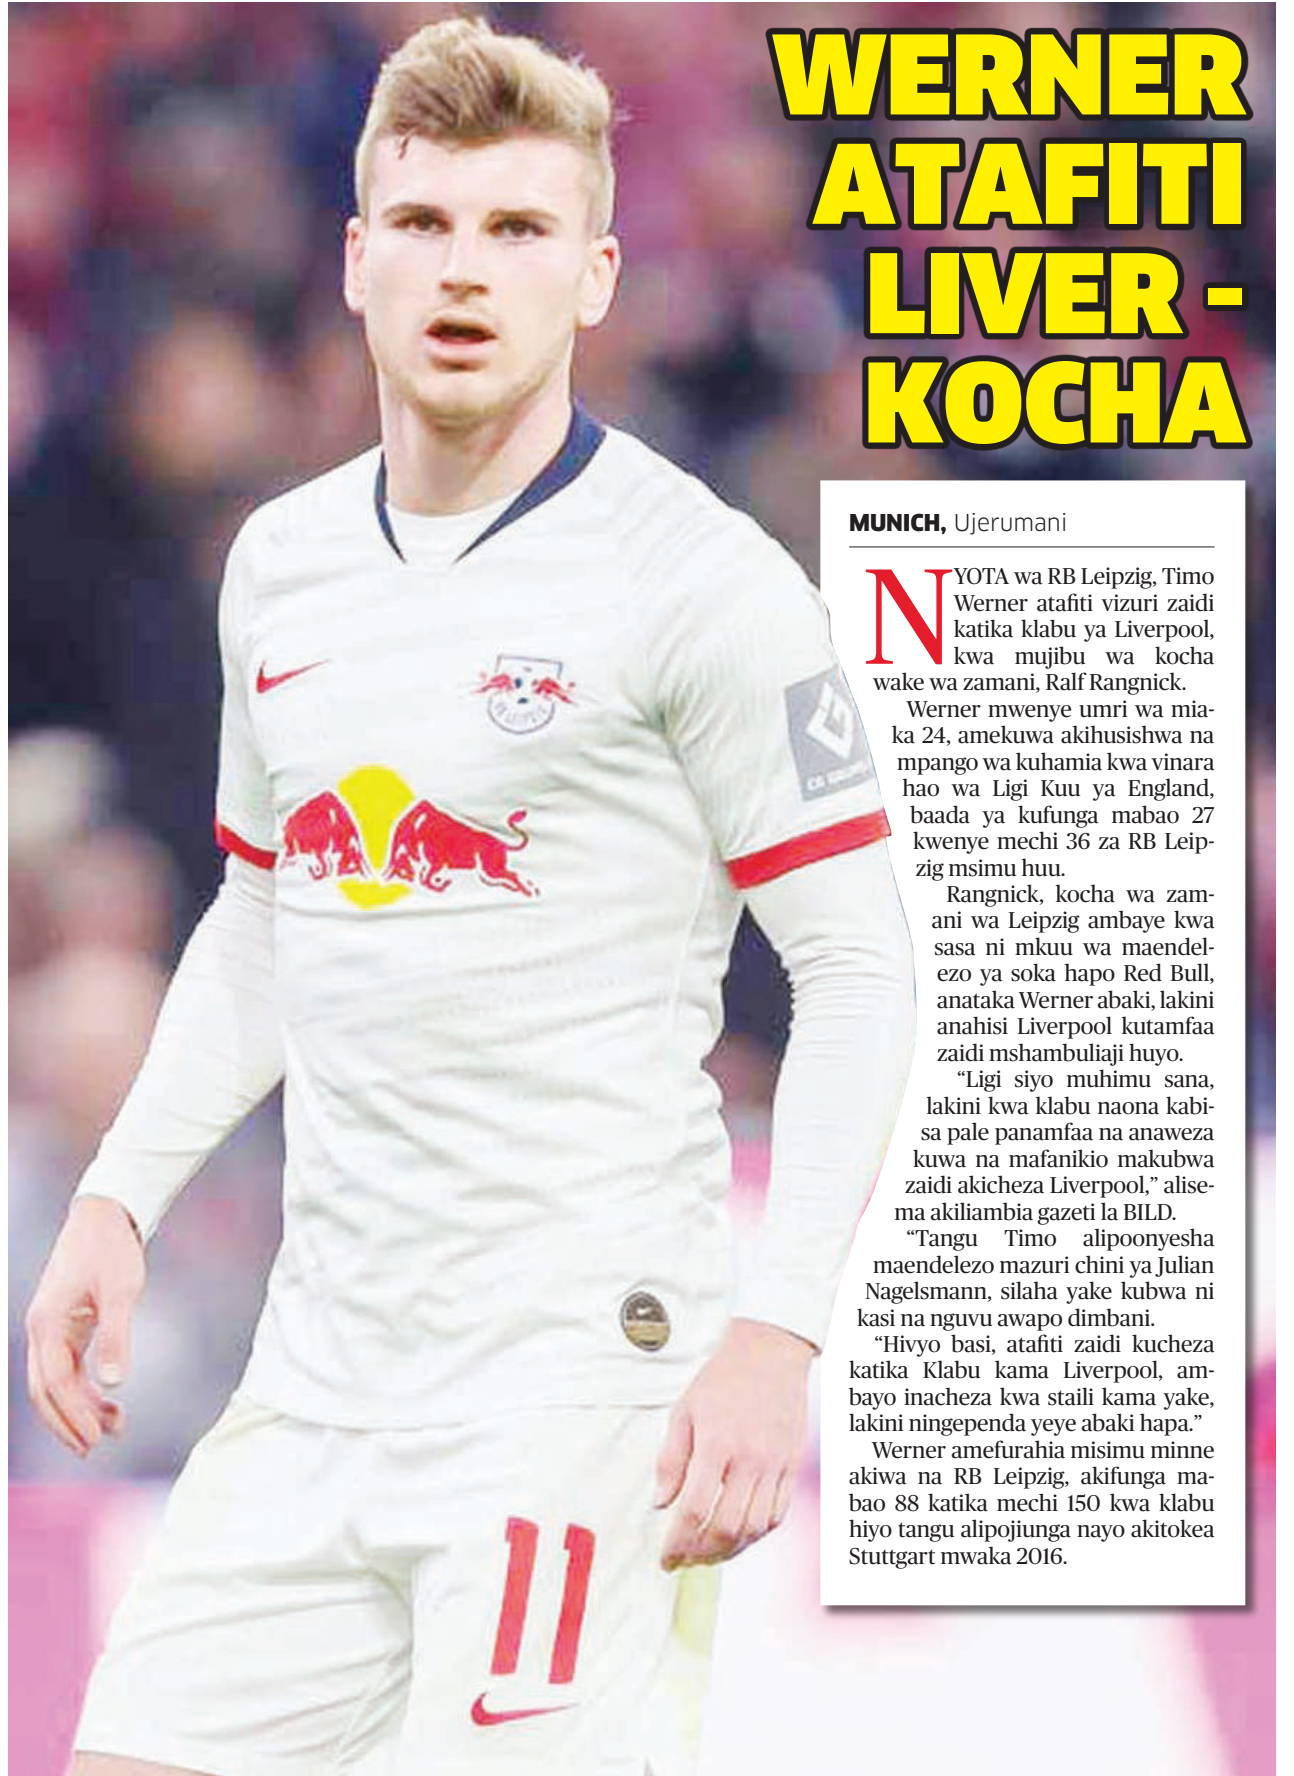 WERNER
ATAFITI
LIVER -
KOCHA
MUNICH, Ujerumani
NYOTA wa RB Leipzig, Timo
Werner atafiti vizuri zaidi
katika klabu ya Liverpool,
kwa mujibu wa kocha
wake wa zamani, Ralf Rangnick.
Werner mwenye umri wa mia-
ka 24, amekuwa akihusishwa na
mpango wa kuhamia kwa vinara
hao wa Ligi Kuu ya England,
baada ya kufunga mabao 27
kwenye mechi 36 za RB Leip-
zig msimu huu.
Rangnick, kocha wa zam-
ani wa Leipzig ambaye kwa
sasa ni mkuu wa maendel-
ezo ya soka hapo Red Bull,
anataka Werner abaki, lakini
anahisi Liverpool kutamfaa
zaidi mshambuliaji huyo.
“Ligi siyo muhimu sana,
lakini kwa klabu naona kabi-
sa pale panamfaa na anaweza
kuwa na mafanikio makubwa
zaidi akicheza Liverpool,” alise-
ma akiliambia gazeti la BILD.
“Tangu Timo alipoonyesha
maendelezo mazuri chini ya Julian
Nagelsmann, silaha yake kubwa ni
kasi na nguvu awapo dimbani.
“Hivyo basi, atafiti zaidi kucheza
katika Klabu kama Liverpool, am-
bayo inacheza kwa staili kama yake,
lakini ningependa yeye abaki hapa.”
Werner amefurahia misimu minne
akiwa na RB Leipzig, akifunga ma-
bao 88 katika mechi 150 kwa klabu
hiyo tangu alipojiunga nayo akitokea
Stuttgart mwaka 2016.
RB LEIPZIG
11